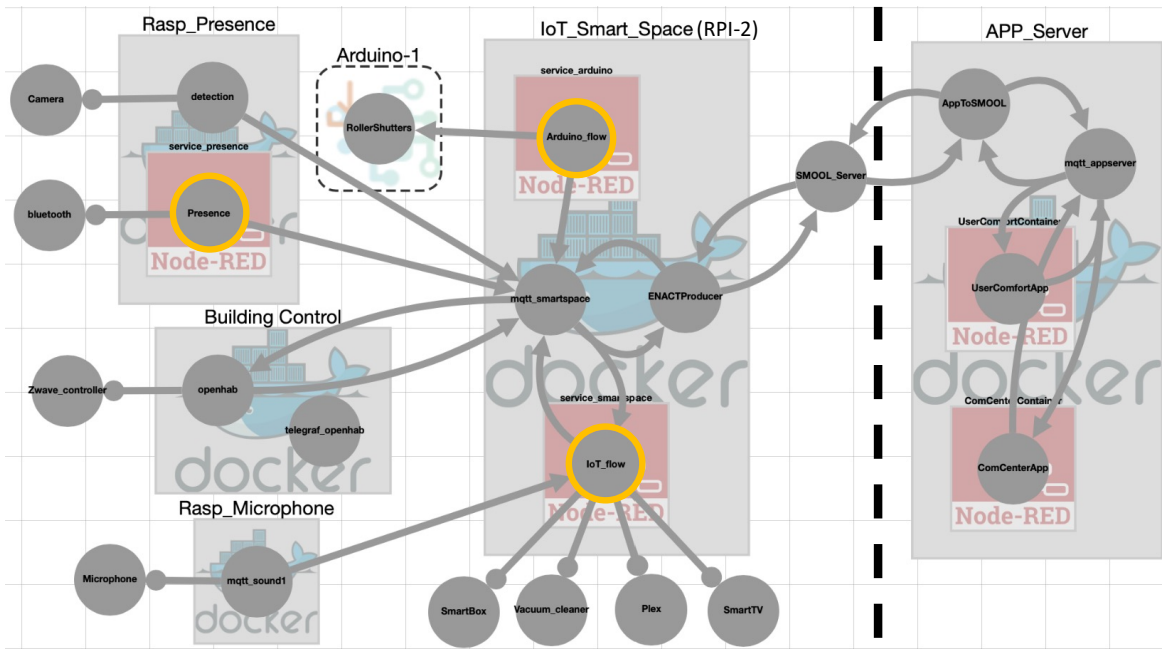 Rasp_Presence
IoT_Smart_Space (RPI-2)
APP_Server
Arduino-1
service_arduino
Camera
detection
RollerShutters
Arduino_flow
AppToSMOOL
Node-RED
service_presence
mqtt_appserver
SMOOL_Server
bluetooth
Presence
UserComfortContainer
Node-RED
mqtt_smartspace
ENACTProducer
UserComfortApp
Building Control
Node-RED
docker
docker
Zwave_controller
openhab
service_smartspace
ComCenterContainer
telegraf_openhab
docker
IoT_flow
ComCenterApp
Node-RED
Node-RED
Rasp_Microphone
Microphone
mqtt_sound1
docker
SmartBox
Vacuum_cleaner
Plex
SmartTV